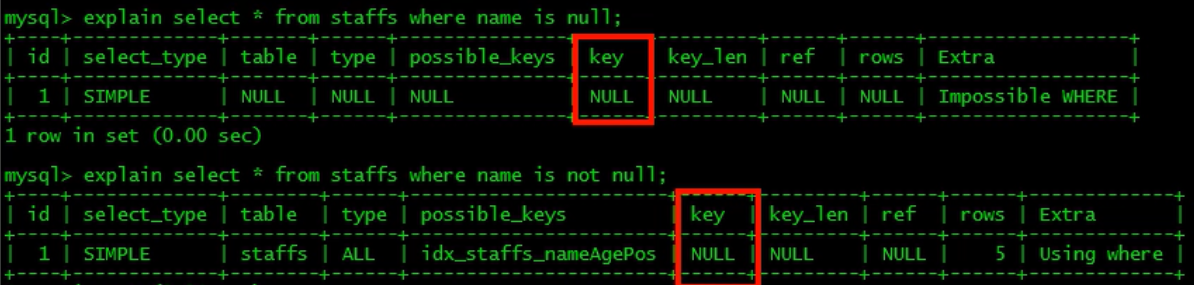 mysql> explain select * from staffs where name is null;
+----+-------------+-------+------+---------------+------+---------+------+------+------------------+
| id | select_type | table | type | possible_keys | key | key_len | ref | rows | Extra |
+----+-------------+-------+------+---------------+------+---------+------+------+------------------+
| 1 | SIMPLE | NULL | NULL | NULL | NULL | NULL | NULL | NULL | Impossible WHERE |
+----+-------------+-------+------+---------------+------+---------+------+------+------------------+
1 row in set (0.00 sec)
mysql> explain select * from staffs where name is not null;
+----+-------------+--------+------+-----------------------+------+---------+------+------+-------------+
| id | select_type | table | type | possible_keys | key | key_len | ref | rows | Extra |
+----+-------------+--------+------+-----------------------+------+---------+------+------+-------------+
| 1 | SIMPLE | staffs | ALL | idx_staffs_nameAgePos | NULL | NULL | NULL | 5 | Using where |
+----+-------------+--------+------+-----------------------+------+---------+------+------+-------------+